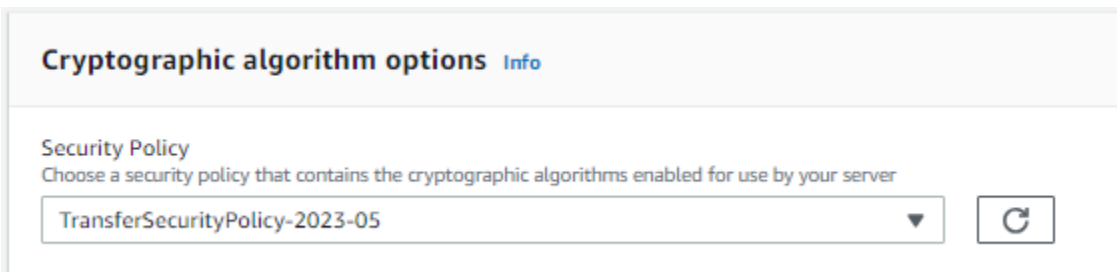 Cryptographic algorithm options Info
Security Policy
Choose a security policy that contains the cryptographic algorithms enabled for use by your server
TransferSecurityPolicy-2023-05